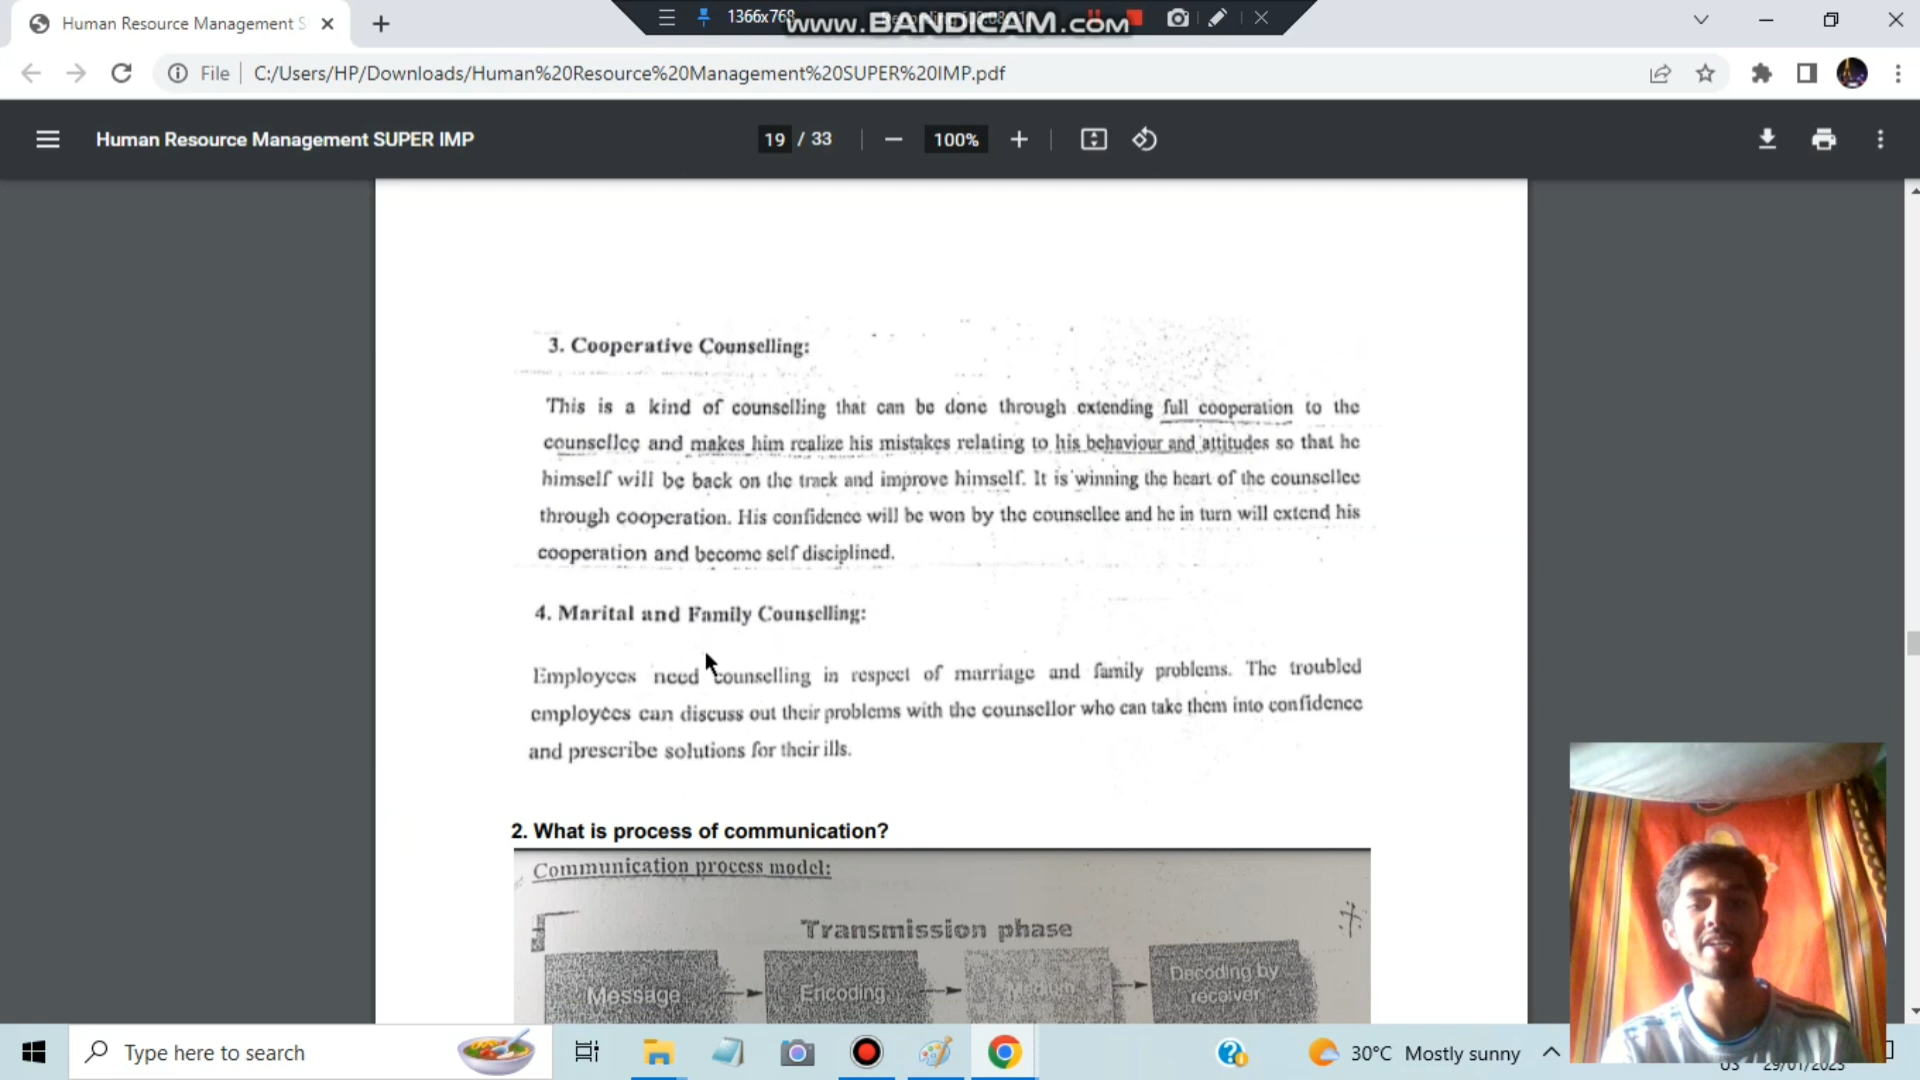 Human Resource Management S
1366x768
www.BANDICAM.com
File
C:/Users/HP/Downloads/Human%20Resource%20Management%20SUPER%20IMP.pdf
Human Resource Management SUPER IMP
19 / 33
100%
3. Cooperative Counselling:
This is a kind of counselling that can be done through extending full cooperation to the
counsellee and makes him realize his mistakes relating to his behaviour and attitudes so that he
himself will be back on the track and improve himself. It is winning the heart of the counsellee
through cooperation. His confidence will be won by the counsellee and he in turn will extend his
cooperation and become self disciplined.
4. Marital and Family Counselling:
Employees need counselling in respect of marriage and family problems. The troubled
employees can discuss out their problems with the counsellor who can take them into confidence
and prescribe solutions for their ills.
2. What is process of communication?
Communication process model:
Transmission phase
Message
Encoding
Medium
Decoding by
receiver
Type here to search
30°C Mostly sunny
US
29/01/2023